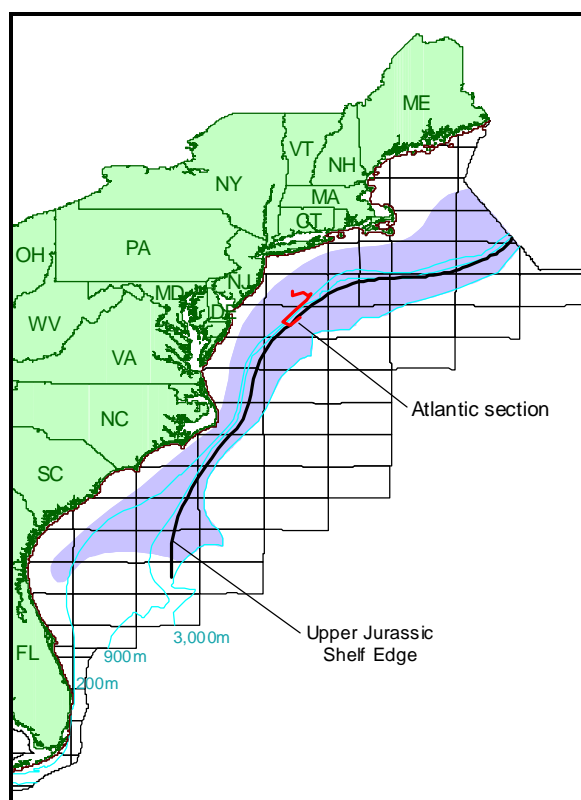 ME
VT
NH
NY
MA
CT
PA
OH
NJ
MD
D
WV
VA
Atlantic section
NC
SC
Upper Jurassic
Shelf Edge
3,000m
FL
900m
200m